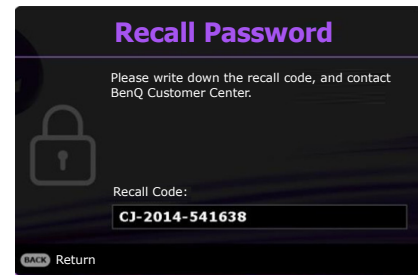 Recall Password
Please write down the recall code, and contact
BenQ Customer Center.
Recall Code:
CJ-2014-541638
BACK Return